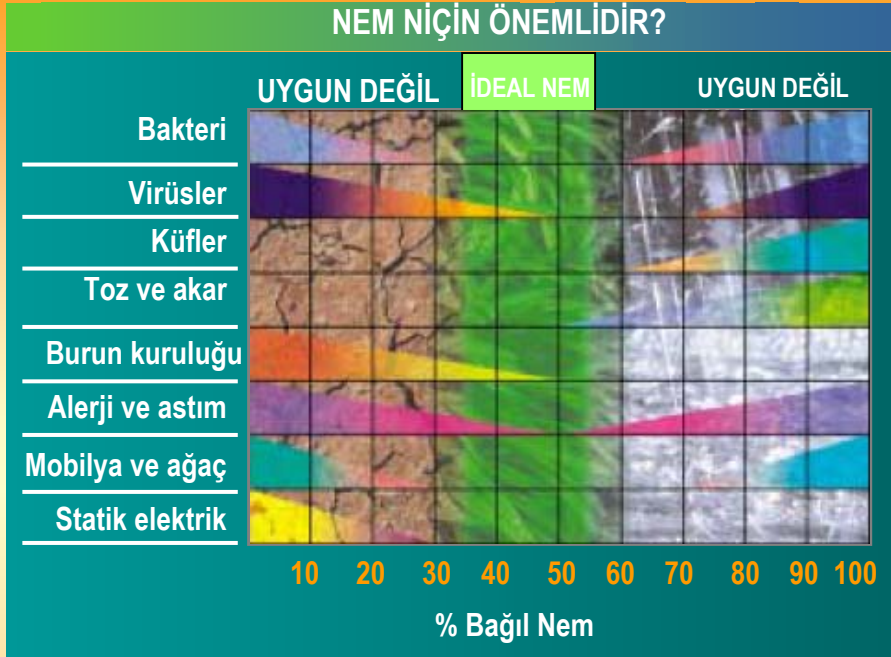 NEM NİÇİN ÖNEMLİDİR?
UYGUN DEĞİL İDEAL NEM UYGUN DEĞİL
Bakteri
Virüsler
Küfler
Toz ve akar
Burun kuruluğu
Alerji ve astım
Mobilya ve ağaç
Statik elektrik
10 20 30 40 50 60 70 80 90 100
% Bağıl Nem